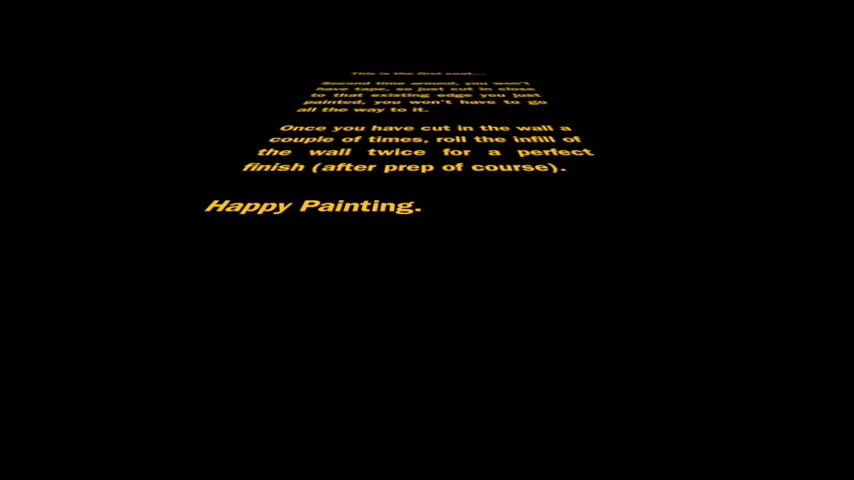 This is the first coat...
Second time around, you won't
have tape, so just cut in close
to that existing edge you just
painted, you won't have to go
all the way to it.
Once you have cut in the wall a
couple of times, roll the infill of
the wall twice for a perfect
finish (after prep of course).
Happy Painting.